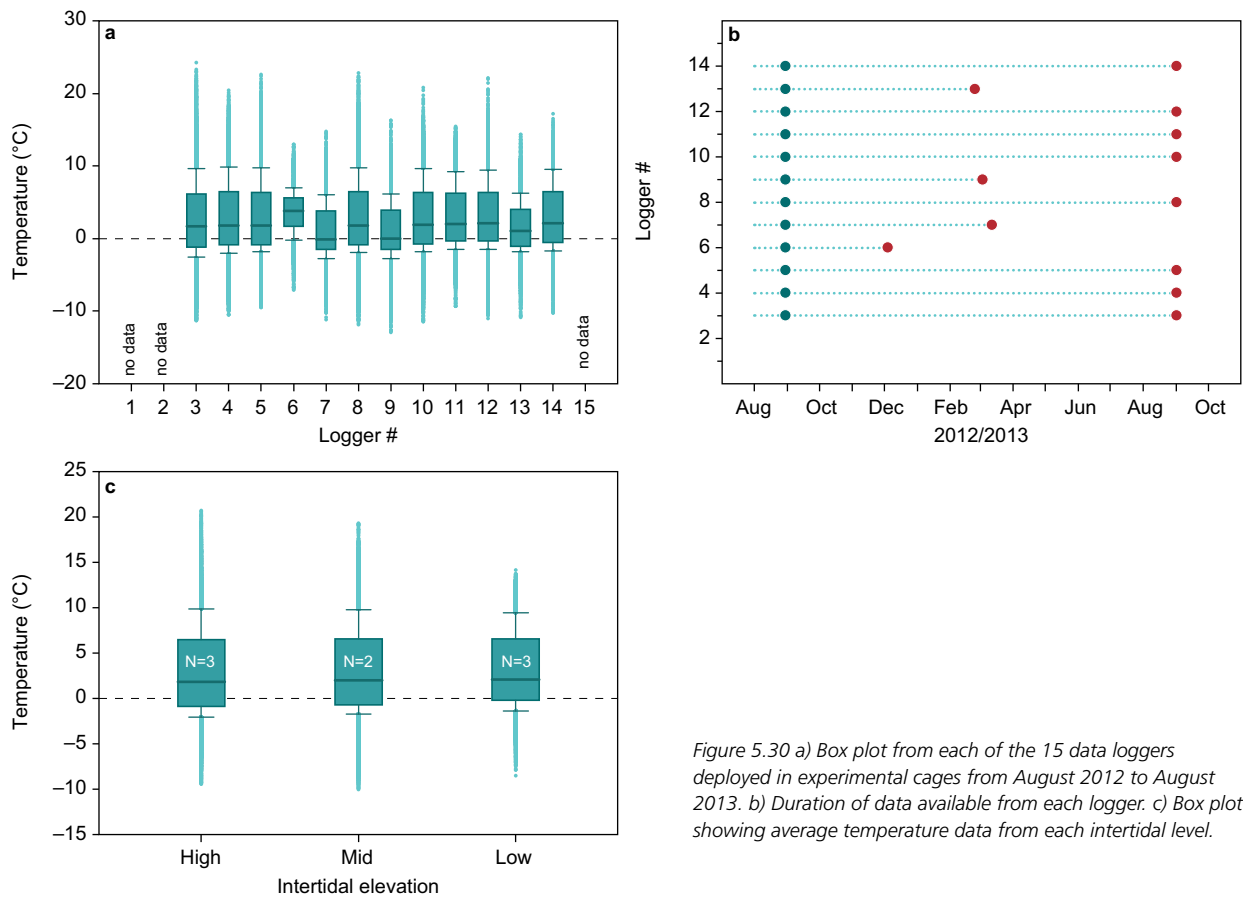 a
30
20
10
0
–10
–20
Temperature (°C)
no data
no data
no data
1 2 3 4 5 6 7 8 9 10 11 12 13 14 15
Logger #
b
14
12
10
8
6
4
2
Logger #
Aug Oct Dec Feb Apr Jun Aug Oct
2012/2013
c
25
20
15
10
5
0
–5
–10
–15
Temperature (°C)
N=3 N=2 N=3
High Mid Low
Intertidal elevation
Figure 5.30 a) Box plot from each of the 15 data loggers
deployed in experimental cages from August 2012 to August
2013. b) Duration of data available from each logger. c) Box plot
showing average temperature data from each intertidal level.